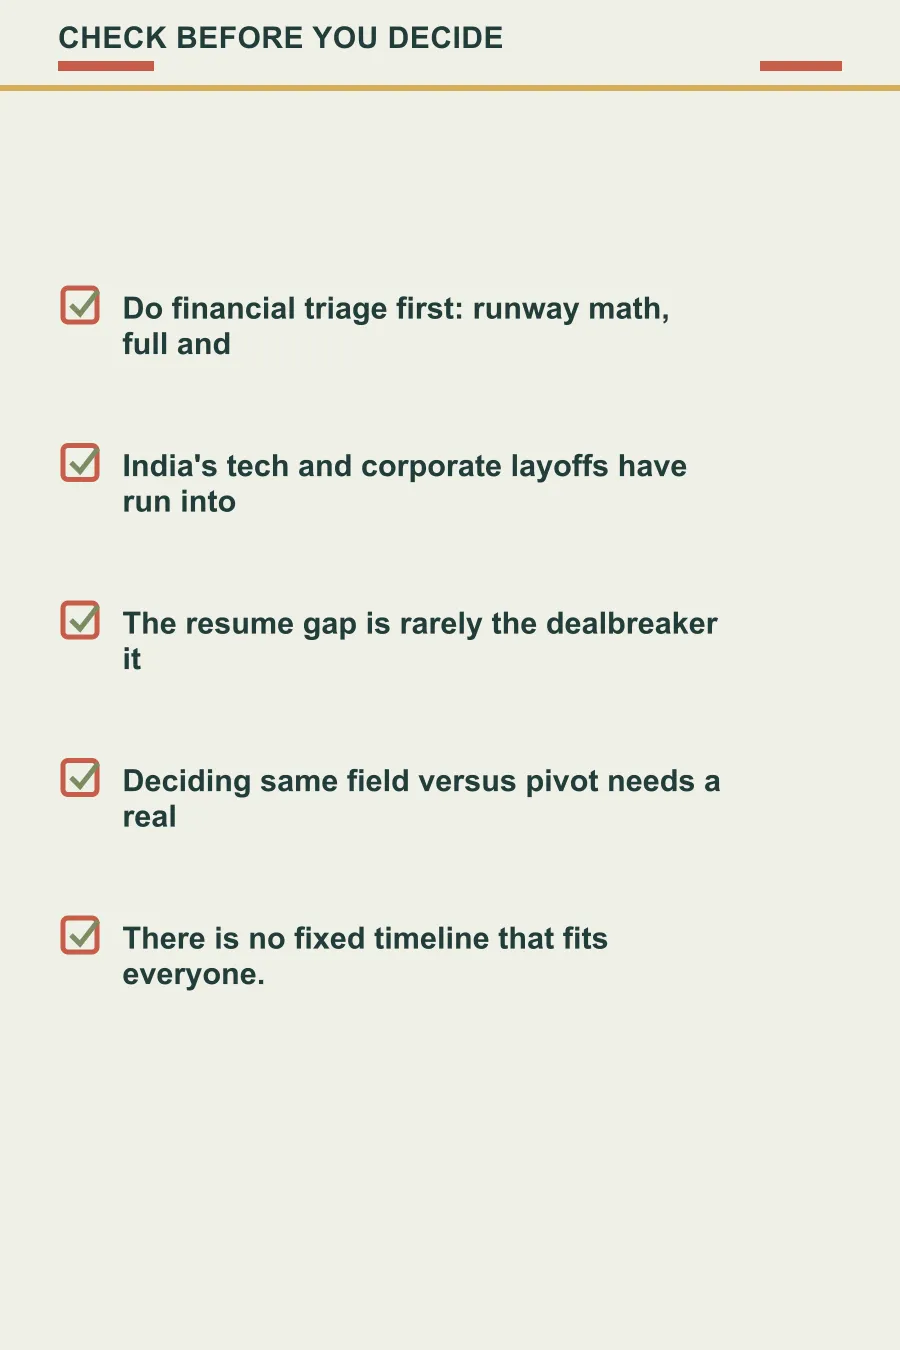 CHECK BEFORE YOU DECIDE
Do financial triage first: runway math,
full and
India's tech and corporate layoffs have
run into
The resume gap is rarely the dealbreaker
it
Deciding same field versus pivot needs a
real
There is no fixed timeline that fits
everyone.